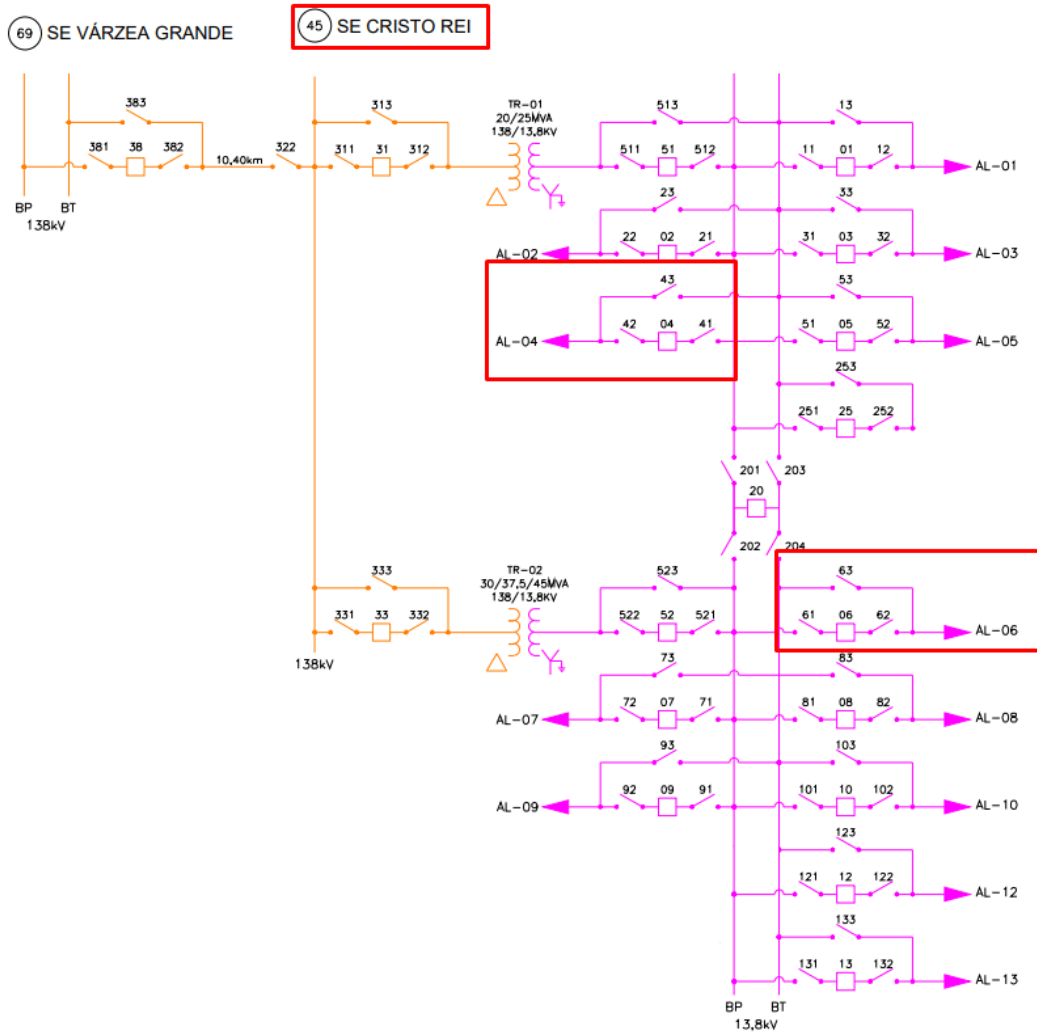 69 SE VÁRZEA GRANDE
45 SE CRISTO REI
383
313
TR-01
20/25MVA
138/13,8KV
513
13
381 38 382
10,40km
322
311 31 312
511 51 512
11 01 12
AL-01
BP BT
138kV
23
33
AL-02
22 02 21
31 03 32
AL-03
43
53
AL-04
42 04 41
51 05 52
AL-05
253
251 25 252
201 203
20
202 204
333
TR-02
30/37,5/45MVA
138/13,8KV
523
63
331 33 332
522 52 521
61 06 62
AL-06
138kV
73
83
AL-07
72 07 71
81 08 82
AL-08
93
103
AL-09
92 09 91
101 10 102
AL-10
123
121 12 122
AL-12
133
131 13 132
AL-13
BP BT
13,8kV